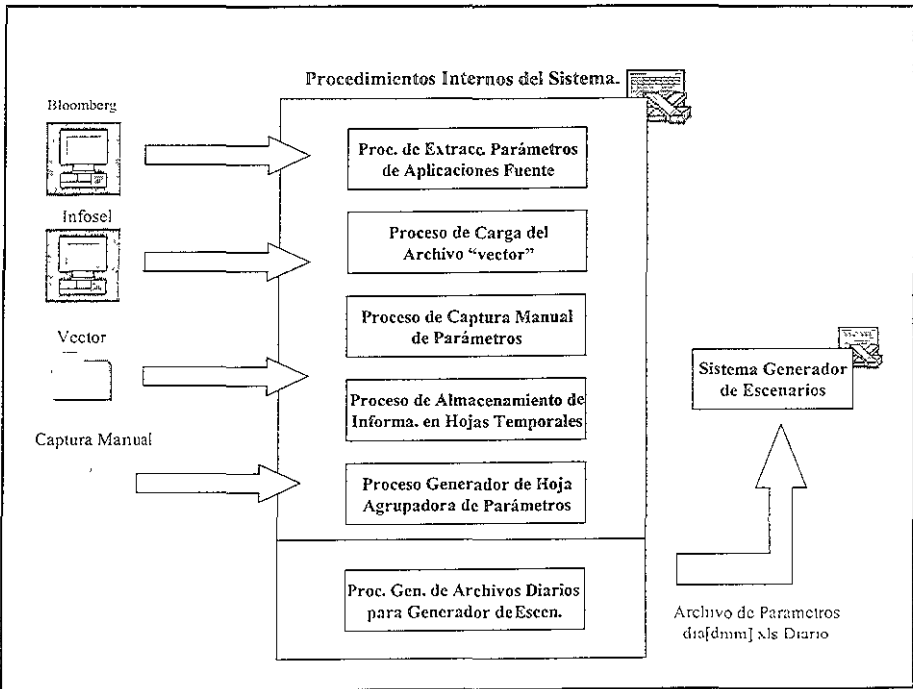 Procedimientos Internos del Sistema.
Bloomberg
Infosel
Vector
Captura Manual
Proc. de Extracc. Parámetros
de Aplicaciones Fuente
Proceso de Carga del
Archivo "vector"
Proceso de Captura Manual
de Parámetros
Proceso de Almacenamiento de
Informa. en Hojas Temporales
Proceso Generador de Hoja
Agrupadora de Parámetros
Proc. Gen. de Archivos Diarios
para Generador de Escen.
Sistema Generador
de Escenarios
Archivo de Parametros
dia[dmm] xls Diario